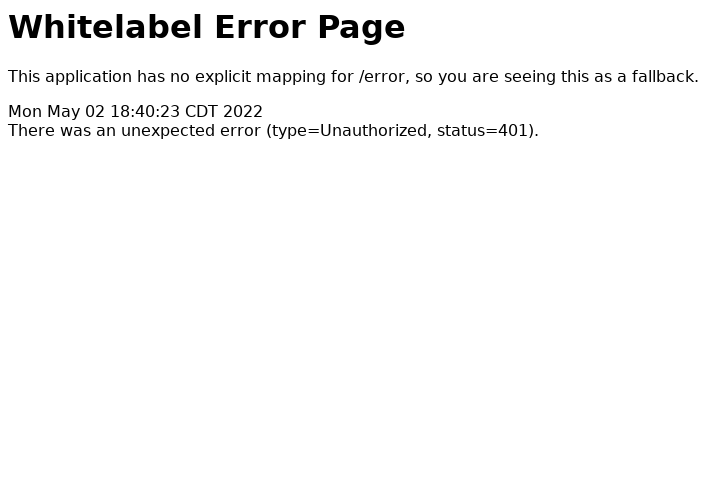 Whitelabel Error Page
This application has no explicit mapping for /error, so you are seeing this as a fallback.
Mon May 02 18:40:23 CDT 2022
There was an unexpected error (type=Unauthorized, status=401).